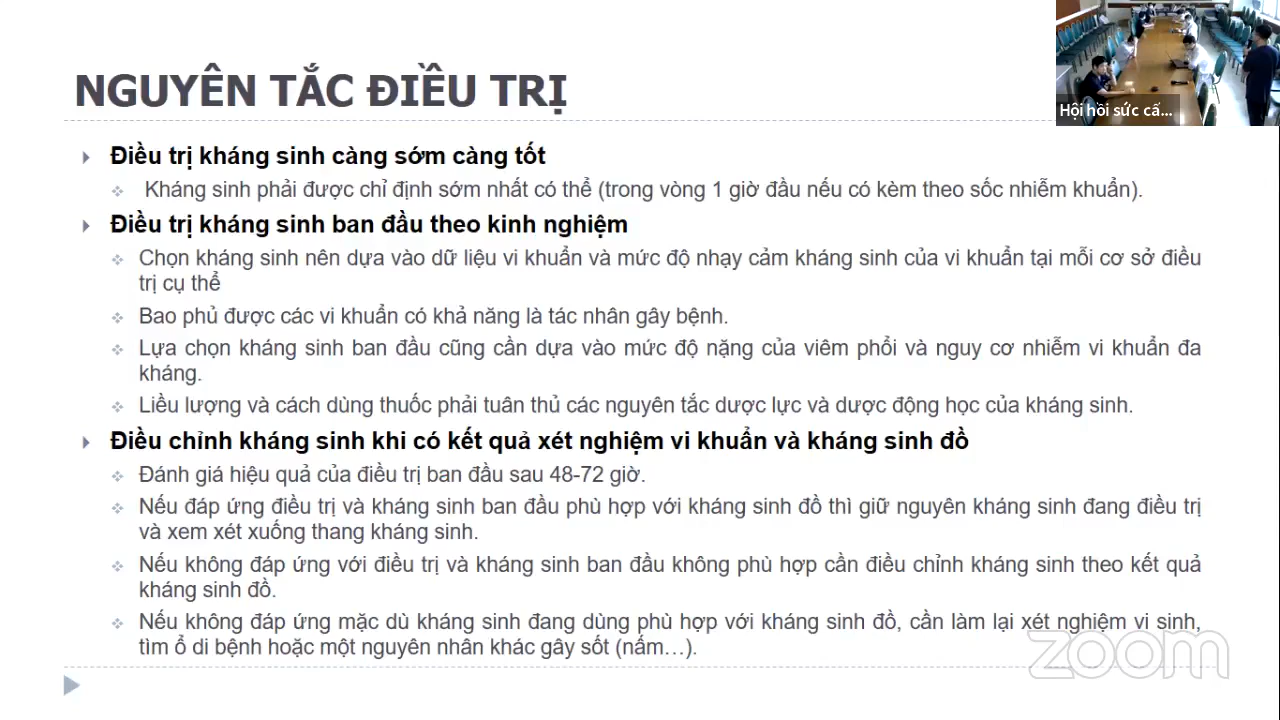 NGUYÊN TẮC ĐIỀU TRỊ
Hội hồi sức cấ...
Điều trị kháng sinh càng sớm càng tốt
Kháng sinh phải được chỉ định sớm nhất có thể (trong vòng 1 giờ đầu nếu có kèm theo sốc nhiễm khuẩn).
Điều trị kháng sinh ban đầu theo kinh nghiệm
Chọn kháng sinh nên dựa vào dữ liệu vi khuẩn và mức độ nhạy cảm kháng sinh của vi khuẩn tại mỗi cơ sở điều
trị cụ thể
Bao phủ được các vi khuẩn có khả năng là tác nhân gây bệnh.
Lựa chọn kháng sinh ban đầu cũng cần dựa vào mức độ nặng của viêm phổi và nguy cơ nhiễm vi khuẩn đa
kháng.
Liều lượng và cách dùng thuốc phải tuân thủ các nguyên tắc dược lực và dược động học của kháng sinh.
Điều chỉnh kháng sinh khi có kết quả xét nghiệm vi khuẩn và kháng sinh đồ
Đánh giá hiệu quả của điều trị ban đầu sau 48-72 giờ.
Nếu đáp ứng điều trị và kháng sinh ban đầu phù hợp với kháng sinh đồ thì giữ nguyên kháng sinh đang điều trị
và xem xét xuống thang kháng sinh.
Nếu không đáp ứng với điều trị và kháng sinh ban đầu không phù hợp cần điều chỉnh kháng sinh theo kết quả
kháng sinh đồ.
Nếu không đáp ứng mặc dù kháng sinh đang dùng phù hợp với kháng sinh đồ, cần làm lại xét nghiệm vi sinh,
tìm ổ di bệnh hoặc một nguyên nhân khác gây sốt (nấm...).
zoom